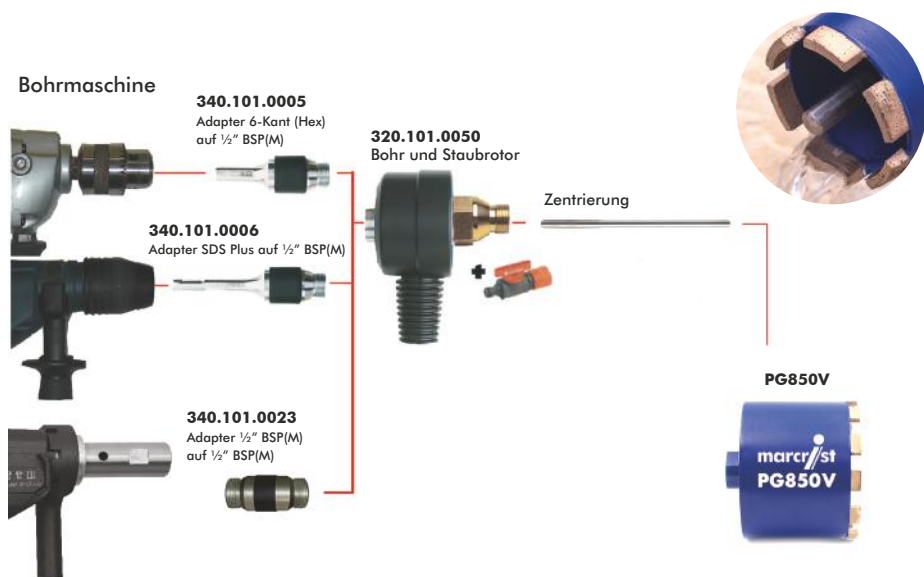 Bohrmaschine
340.101.0005
Adapter 6-Kant (Hex)
auf ½” BSP(M)
320.101.0050
Bohr und Staubrotor
Zentrierung
340.101.0006
Adapter SDS Plus auf ½” BSP(M)
340.101.0023
Adapter ½” BSP(M)
auf ½” BSP(M)
PG850V
marcrist
PG850V